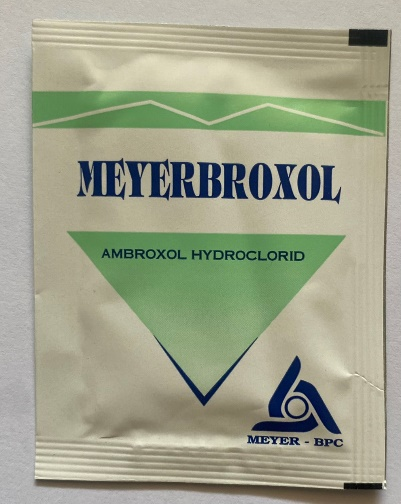 MEYERBROXOL
AMBROXOL HYDROCLORID
MEYER - BPC